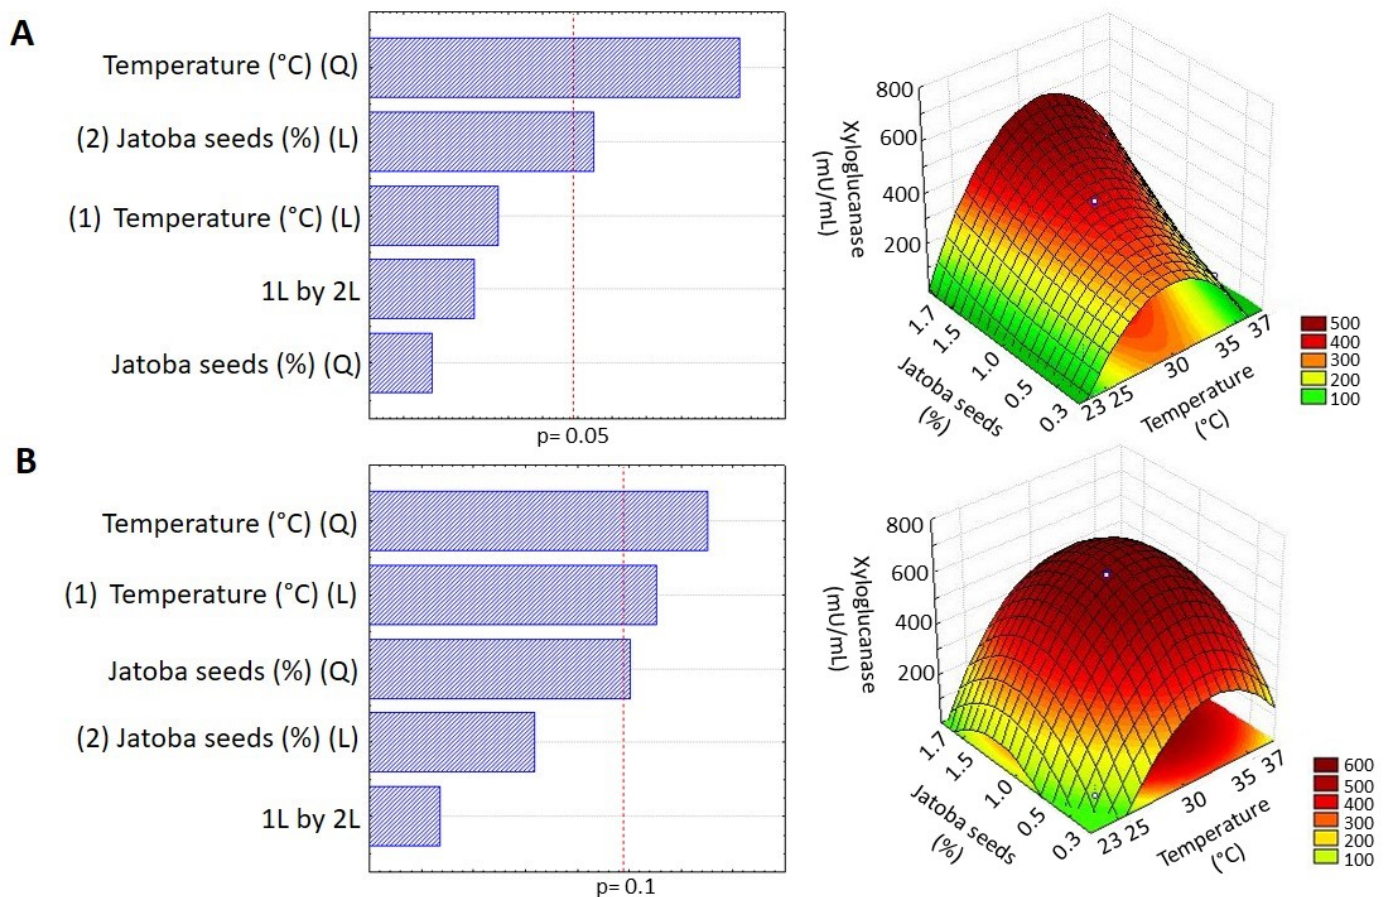 A
Temperature (°C) (Q)
(2) Jatoba seeds (%) (L)
(1) Temperature (°C) (L)
1L by 2L
Jatoba seeds (%) (Q)
p= 0.05
Xyloglucanase
(mU/mL)
800
600
400
200
1.7
1.5
1.0
0.5
0.3
Jatoba seeds
(%)
23
25
30
35
37
Temperature
(°C)
500
400
300
200
100
B
Temperature (°C) (Q)
(1) Temperature (°C) (L)
Jatoba seeds (%) (Q)
(2) Jatoba seeds (%) (L)
1L by 2L
p= 0.1
Xyloglucanase
(mU/mL)
800
600
400
200
1.7
1.5
1.0
0.5
0.3
Jatoba seeds
(%)
23
25
30
35
37
Temperature
(°C)
600
500
400
300
200
100